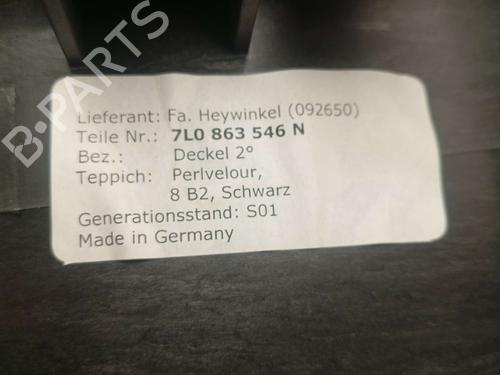 B-PARTS
Lieferant: Fa. Heywinkel (092650)
Teile Nr.: 7L0 863 546 N
Bez.: Deckel 2°
Teppich: Perlvelour,
8 B2, Schwarz
Generationsstand: S01
Made in Germany